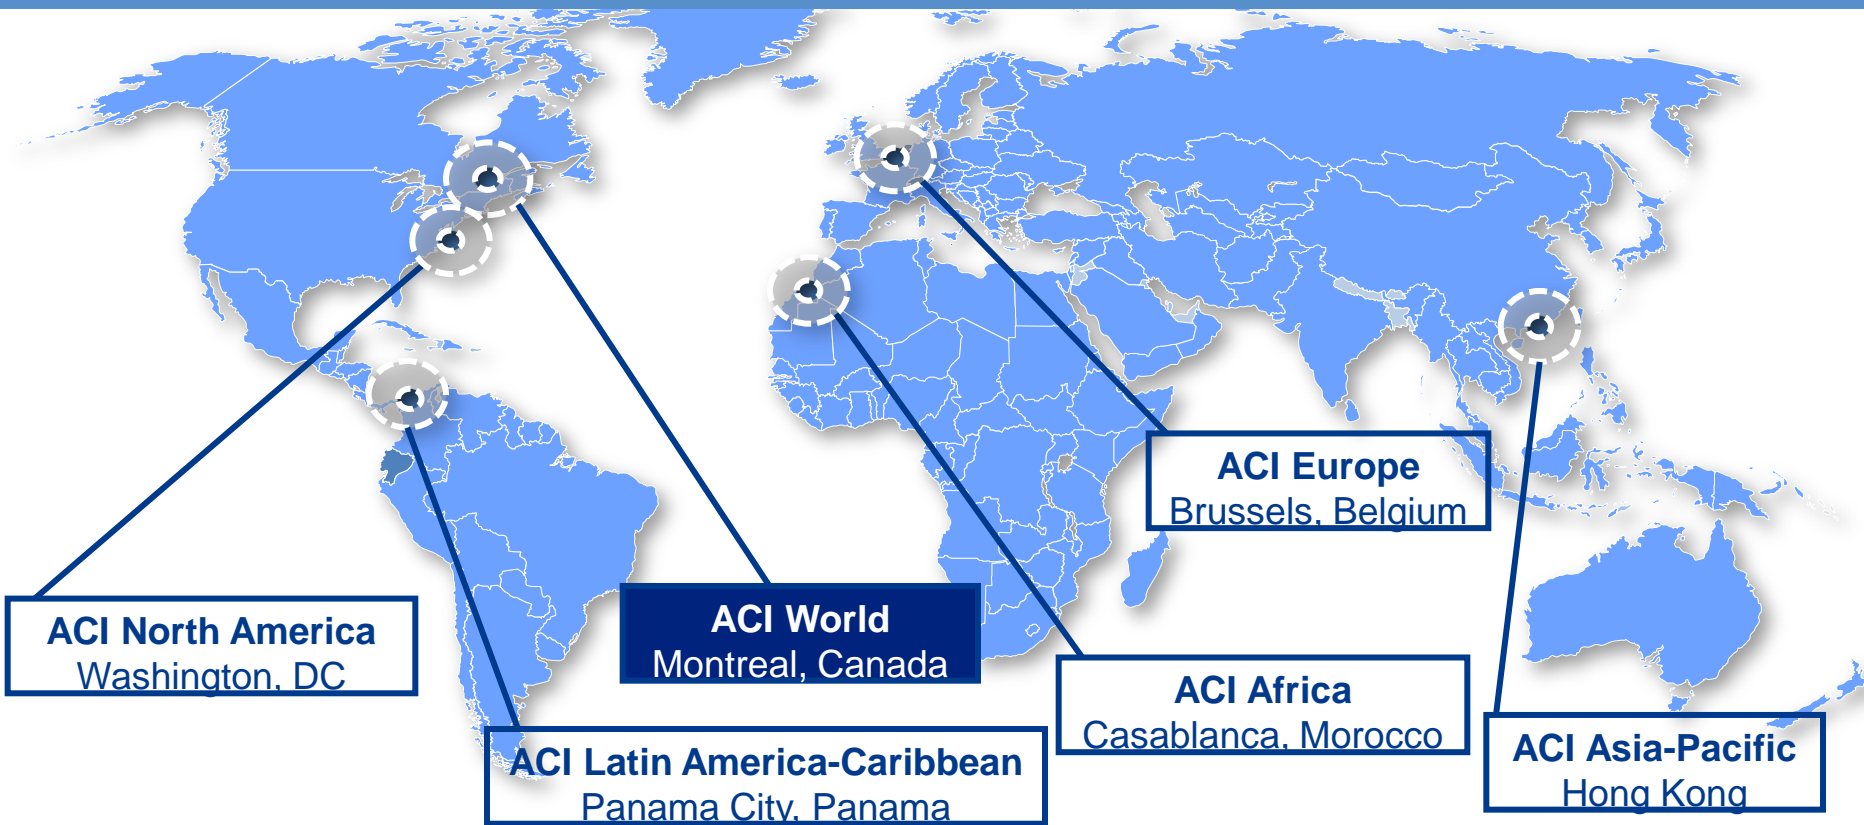 ACI Europe
Brussels, Belgium
ACI North America
Washington, DC
ACI World
Montreal, Canada
ACI Africa
Casablanca, Morocco
ACI Latin America-Caribbean
Panama City, Panama
ACI Asia-Pacific
Hong Kong